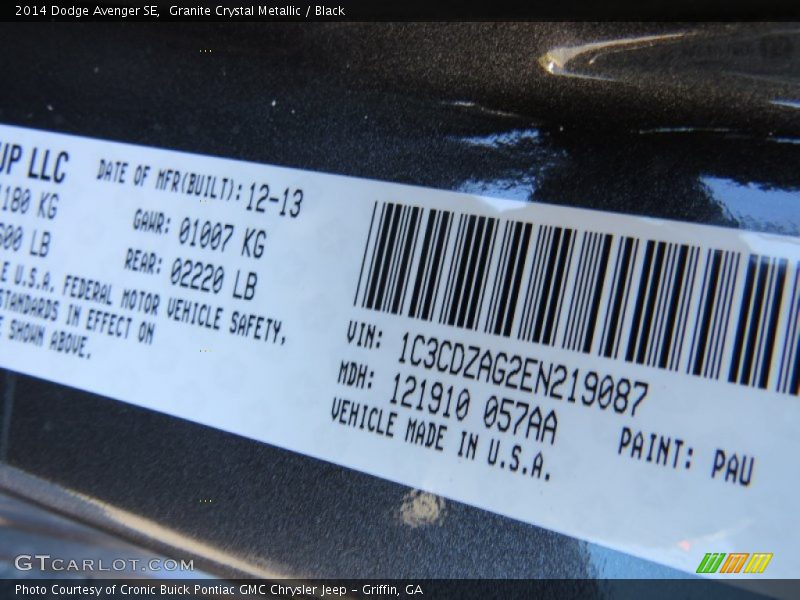 2014 Dodge Avenger SE,  Granite Crystal Metallic / Black
UP LLC
DATE OF MFR(BUILT): 12-13
180 KG
GAWR: 01007 KG
600 LB
REAR: 02220 LB
E U.S.A. FEDERAL MOTOR VEHICLE SAFETY,
STANDARDS IN EFFECT ON
E SHOWN ABOVE.
VIN: 1C3CDZAG2EN219087
MDH: 121910 057AA
PAINT: PAU
VEHICLE MADE IN U.S.A.
GTCARLOT.COM
Photo Courtesy of Cronic Buick Pontiac GMC Chrysler Jeep - Griffin, GA